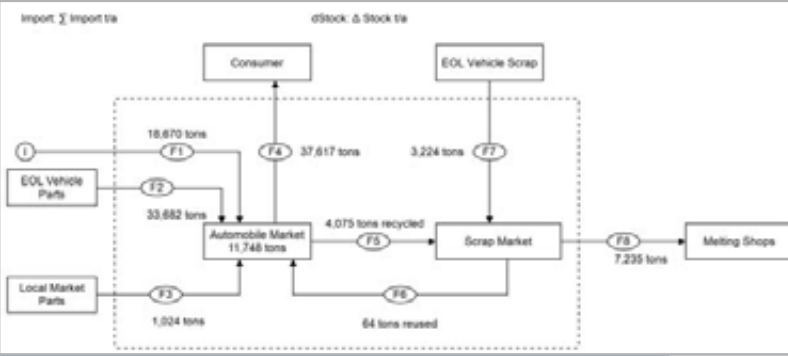 Import: ∑ Import t/a
dStock: Δ Stock t/a
Consumer
EOL Vehicle Scrap
18,670 tons
I
F1
F4
37,617 tons
3,224 tons
F7
EOL Vehicle
Parts
F2
33,682 tons
Automobile Market
11,748 tons
4,075 tons recycled
F5
Scrap Market
F8
7,235 tons
Melting Shops
Local Market
Parts
F3
1,024 tons
F6
64 tons reused